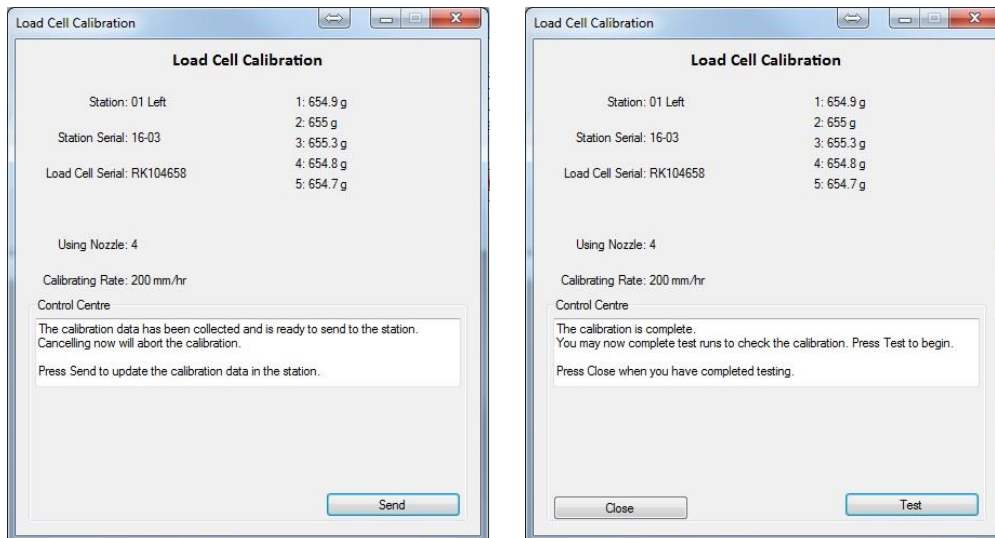 Load Cell Calibration
Load Cell Calibration
Station: 01 Left
1: 654.9 g
2: 655 g
Station Serial: 16-03
3: 655.3 g
4: 654.8 g
Load Cell Serial: RK104658
5: 654.7 g
Using Nozzle: 4
Calibrating Rate: 200 mm/hr
Control Centre
The calibration data has been collected and is ready to send to the station.
Cancelling now will abort the calibration.
Press Send to update the calibration data in the station.
Send
Load Cell Calibration
Load Cell Calibration
Station: 01 Left
1: 654.9 g
2: 655 g
Station Serial: 16-03
3: 655.3 g
4: 654.8 g
Load Cell Serial: RK104658
5: 654.7 g
Using Nozzle: 4
Calibrating Rate: 200 mm/hr
Control Centre
The calibration is complete.
You may now complete test runs to check the calibration. Press Test to begin.
Press Close when you have completed testing.
Close
Test